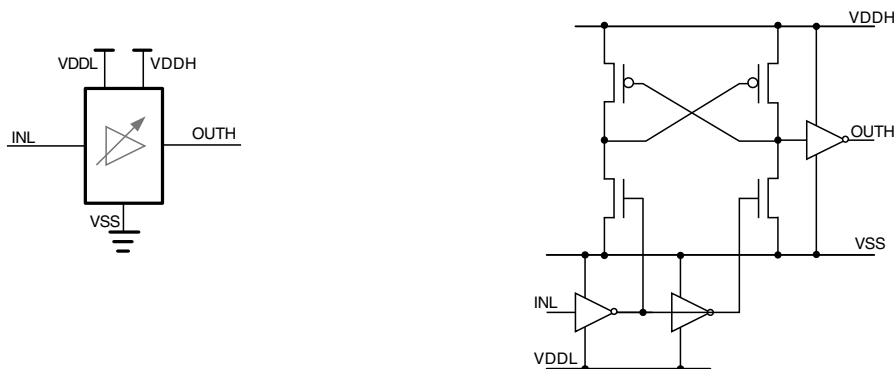 VDDL
VDDH
INL
OUTH
VSS
VDDH
OUTH
VSS
INL
VDDL